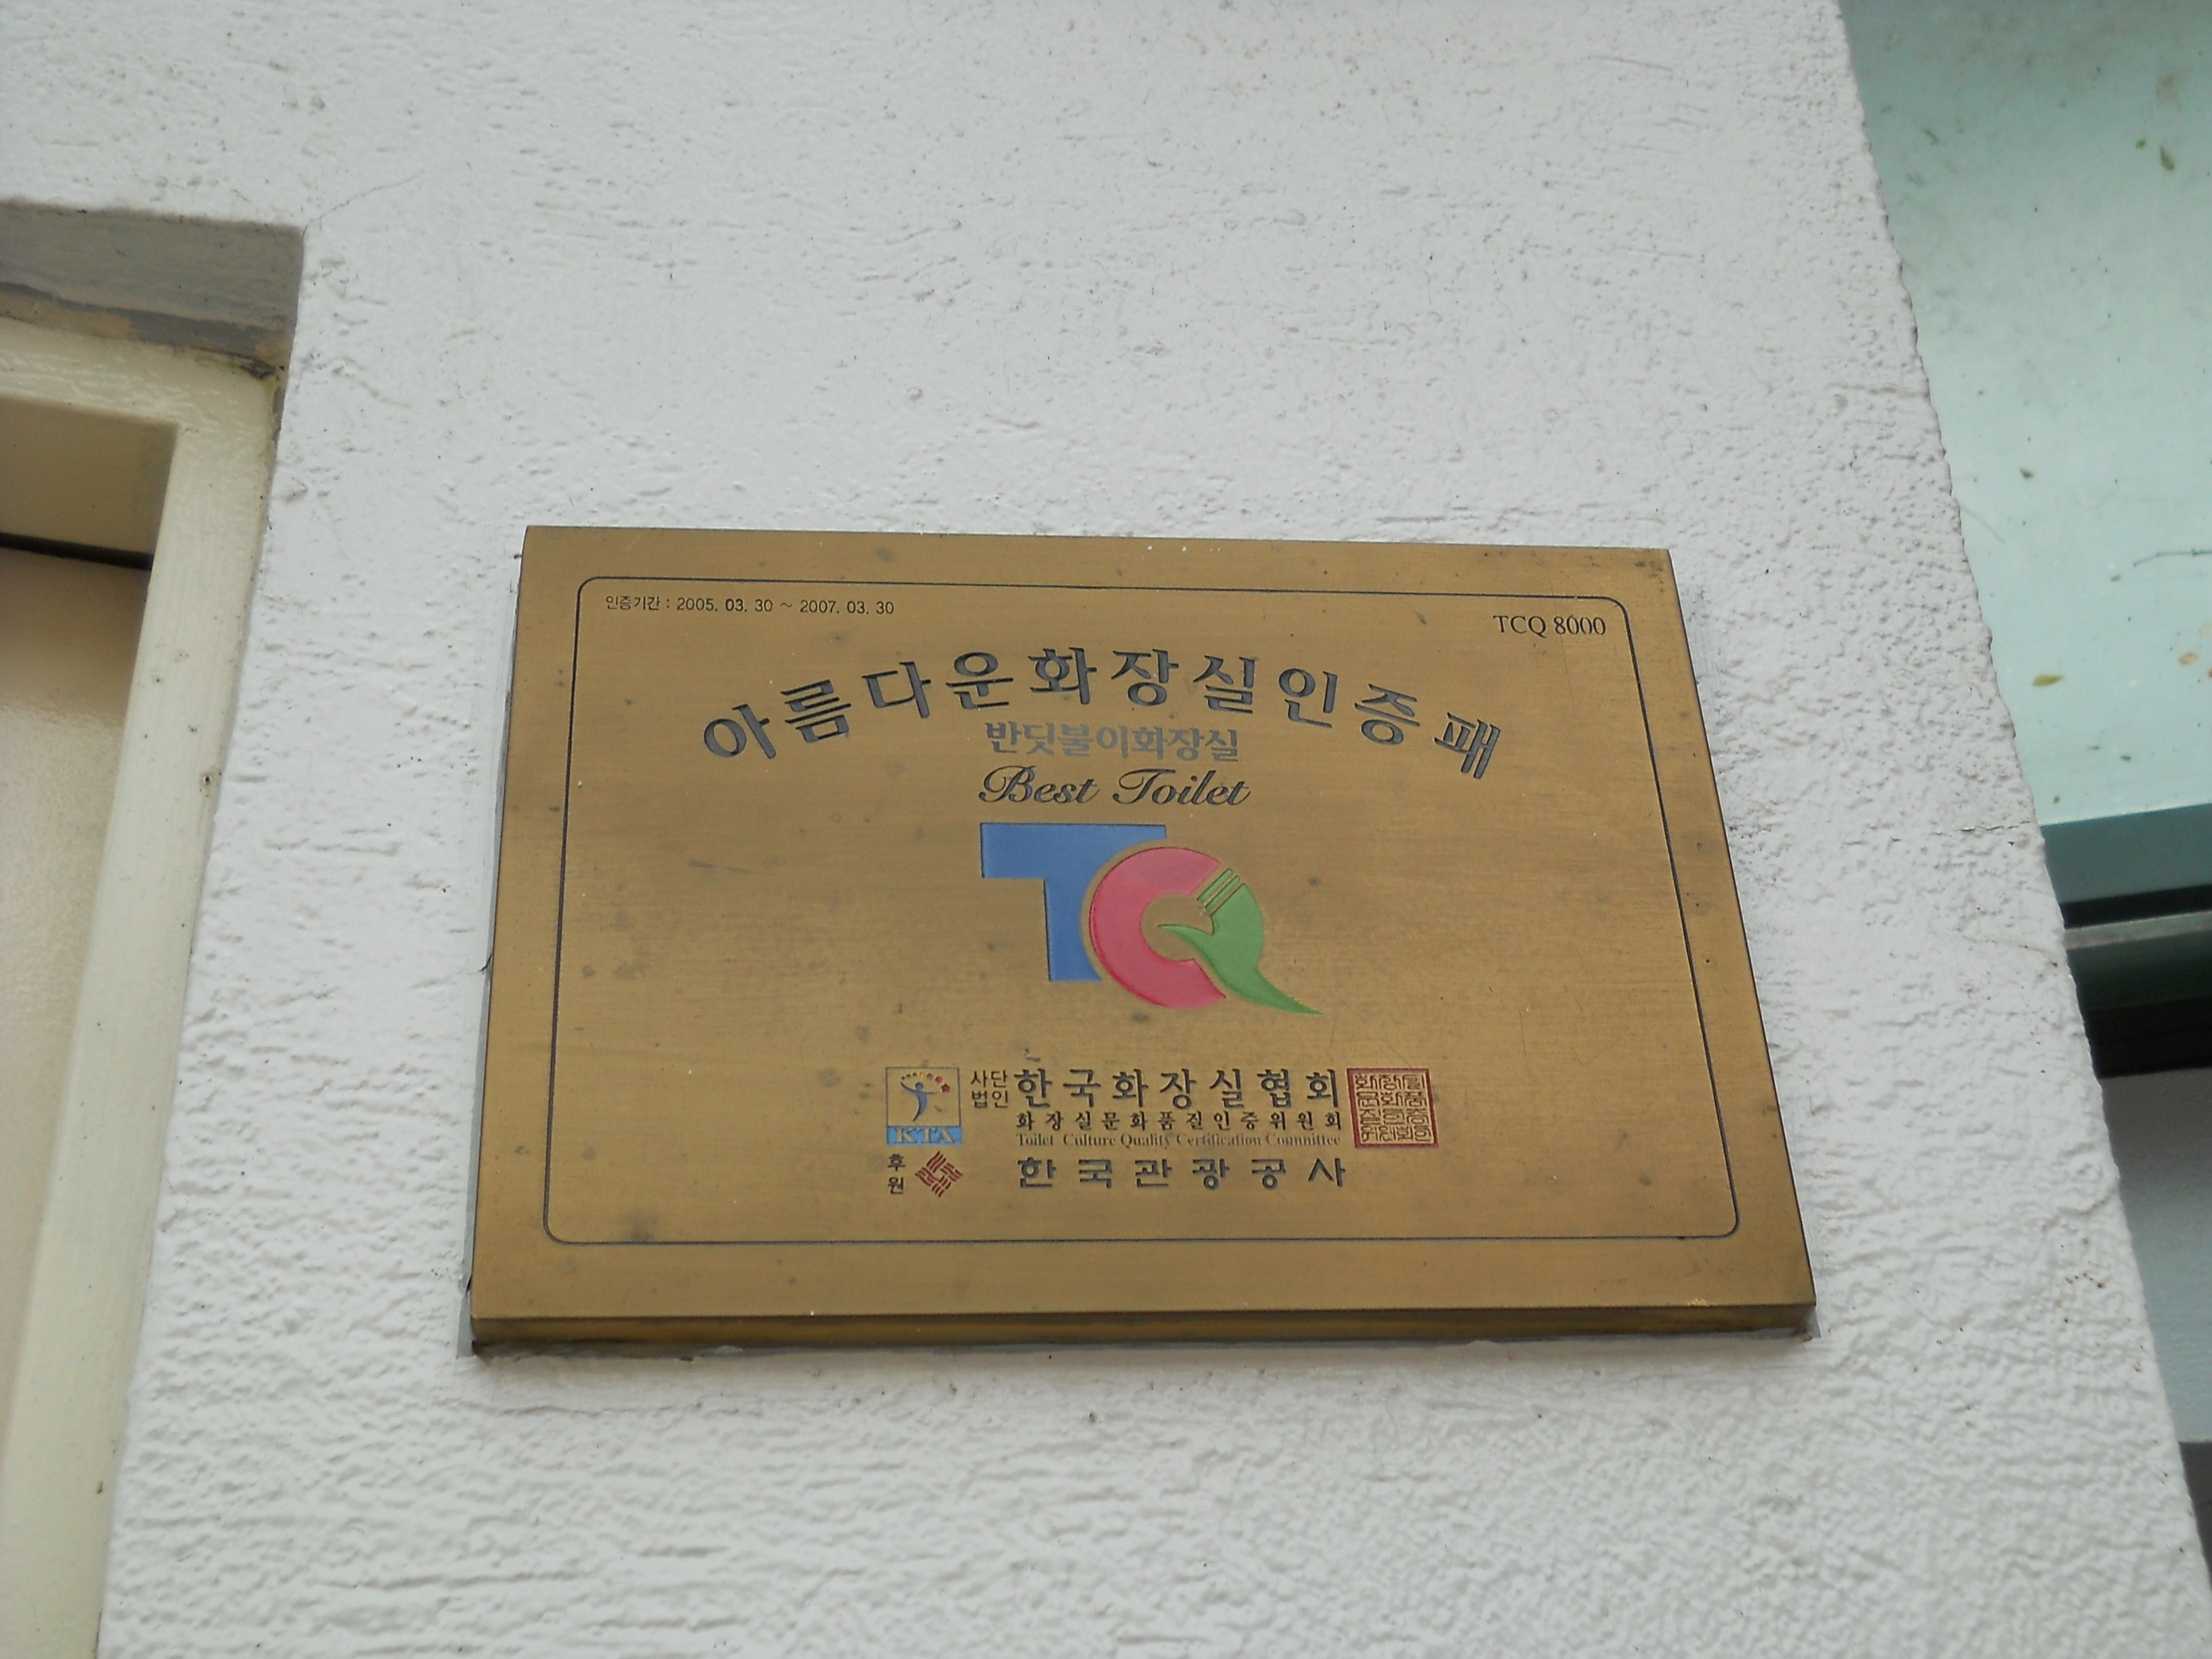 인증기간 : 2005. 03. 30 ~ 2007. 03. 30
TCQ 8000
아름다운화장실인증패
반딧불이화장실
Best Toilet
TQ
KTA
사단법인 한국화장실협회
화장실문화품질인증위원회
Toilet Culture Quality Certification Committee
후원 한국관광공사